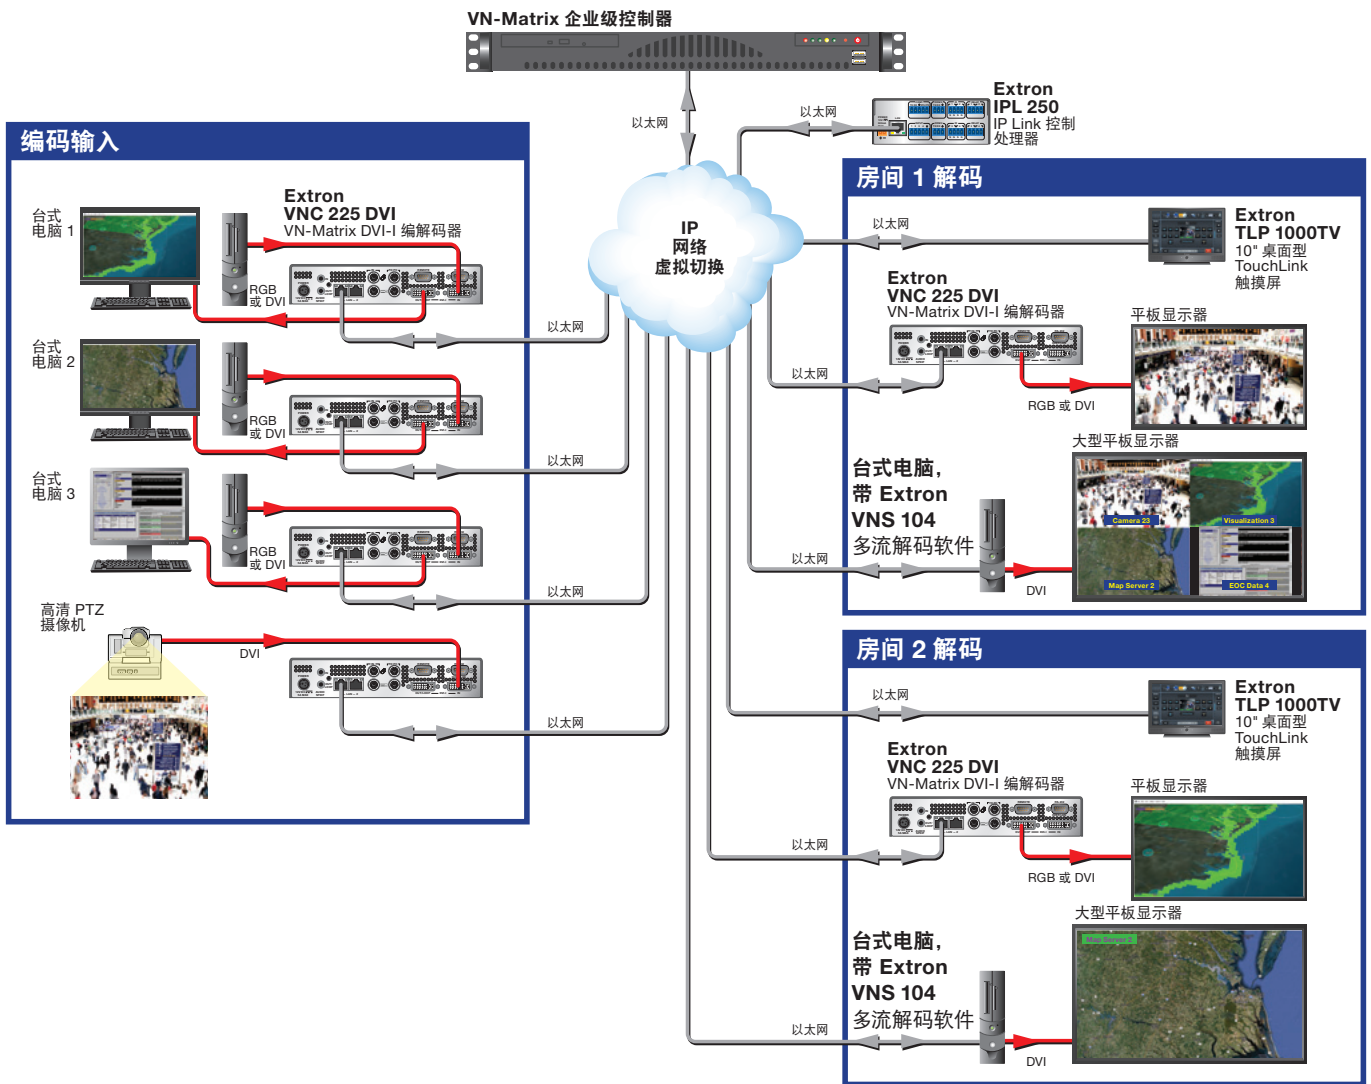 VN-Matrix 企业级控制器
以太网
以太网
Extron
IPL 250
IP Link 控制
处理器
IP
网络
虚拟切换
编码输入
台式
电脑 1
Extron
VNC 225 DVI
VN-Matrix DVI-I 编解码器
RGB
或 DVI
以太网
台式
电脑 2
RGB
或 DVI
以太网
台式
电脑 3
RGB
或 DVI
以太网
高清 PTZ
摄像机
DVI
以太网
房间 1 解码
以太网
Extron
TLP 1000TV
10" 桌面型
TouchLink
触摸屏
Extron
VNC 225 DVI
VN-Matrix DVI-I 编解码器
以太网
RGB 或 DVI
平板显示器
大型平板显示器
台式电脑，
带 Extron
VNS 104
多流解码软件
以太网
DVI
Camera 23
Visualization 3
Map Server 2
EOC Data 4
房间 2 解码
以太网
Extron
TLP 1000TV
10" 桌面型
TouchLink
触摸屏
Extron
VNC 225 DVI
VN-Matrix DVI-I 编解码器
以太网
RGB 或 DVI
平板显示器
大型平板显示器
台式电脑，
带 Extron
VNS 104
多流解码软件
以太网
DVI
Map Server 2